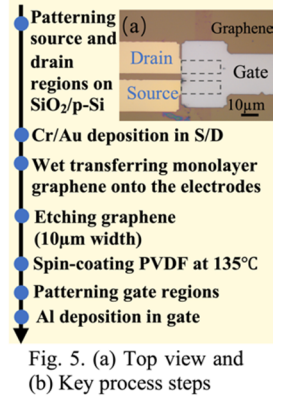 Patterning
source and
drain
regions on
SiO₂/p-Si
(a)
Graphene
Drain
Gate
Source
10μm
Cr/Au deposition in S/D
Wet transferring monolayer
graphene onto the electrodes
Etching graphene
(10μm width)
Spin-coating PVDF at 135℃
Patterning gate regions
Al deposition in gate
Fig. 5. (a) Top view and
(b) Key process steps